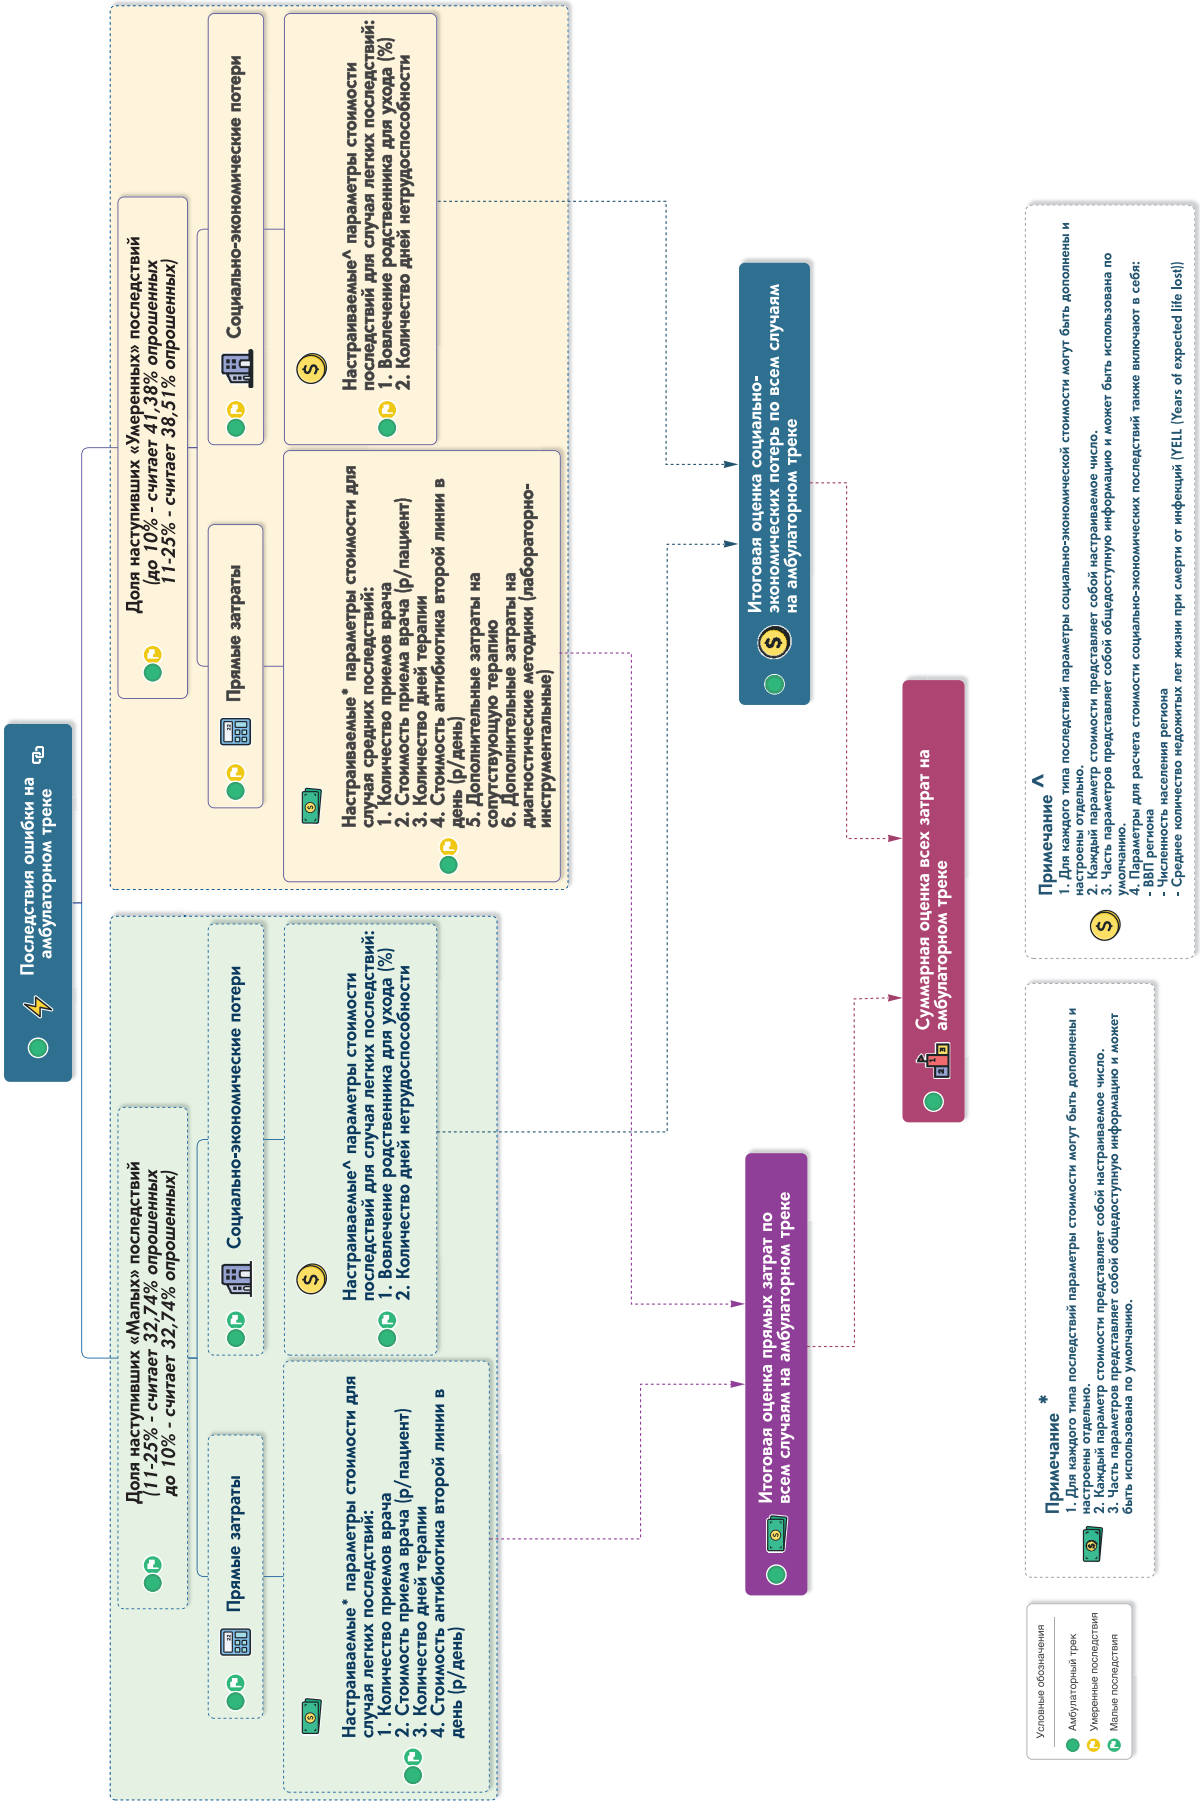 Последствия ошибки на
амбулаторном треке
Доля наступивших «Малых» последствий
(11-25% - считает 32,74% опрошенных
до 10% - считает 32,74% опрошенных)
Прямые затраты
Социально-экономические потери
Настраиваемые* параметры стоимости для
случая легких последствий:
1. Количество приемов врача
2. Стоимость приема врача (р/пациент)
3. Количество дней терапии
4. Стоимость антибиотика второй линии в
день (р/день)
Настраиваемые^ параметры стоимости
последствий для случая легких последствий:
1. Вовлечение родственника для ухода (%)
2. Количество дней нетрудоспособности
Доля наступивших «Умеренных» последствий
(до 10% - считает 41,38% опрошенных
11-25% - считает 38,51% опрошенных)
Прямые затраты
Социально-экономические потери
Настраиваемые* параметры стоимости для
случая средних последствий:
1. Количество приемов врача
2. Стоимость приема врача (р/пациент)
3. Количество дней терапии
4. Стоимость антибиотика второй линии в
день (р/день)
5. Дополнительные затраты на
сопутствующую терапию
6. Дополнительные затраты на
диагностические методики (лабораторно-
инструментальные)
Настраиваемые^ параметры стоимости
последствий для случая легких последствий:
1. Вовлечение родственника для ухода (%)
2. Количество дней нетрудоспособности
Итоговая оценка прямых затрат по
всем случаям на амбулаторном треке
Итоговая оценка социально-
экономических потерь по всем случаям
на амбулаторном треке
Суммарная оценка всех затрат на
амбулаторном треке
Условные обозначения
Амбулаторный трек
Умеренные последствия
Малые последствия
Примечание *
1. Для каждого типа последствий параметры стоимости могут быть дополнены и
настроены отдельно.
2. Каждый параметр стоимости представляет собой настраиваемое число.
3. Часть параметров представляет собой общедоступную информацию и может
быть использована по умолчанию.
Примечание ^
1. Для каждого типа последствий параметры социально-экономической стоимости могут быть дополнены и
настроены отдельно.
2. Каждый параметр стоимости представляет собой настраиваемое число.
3. Часть параметров представляет собой общедоступную информацию и может быть использована по
умолчанию.
4. Параметры для расчета стоимости социально-экономических последствий также включают в себя:
- ВВП региона
- Численность населения региона
- Среднее количество недожитых лет жизни при смерти от инфекций (YELL (Years of expected life lost))